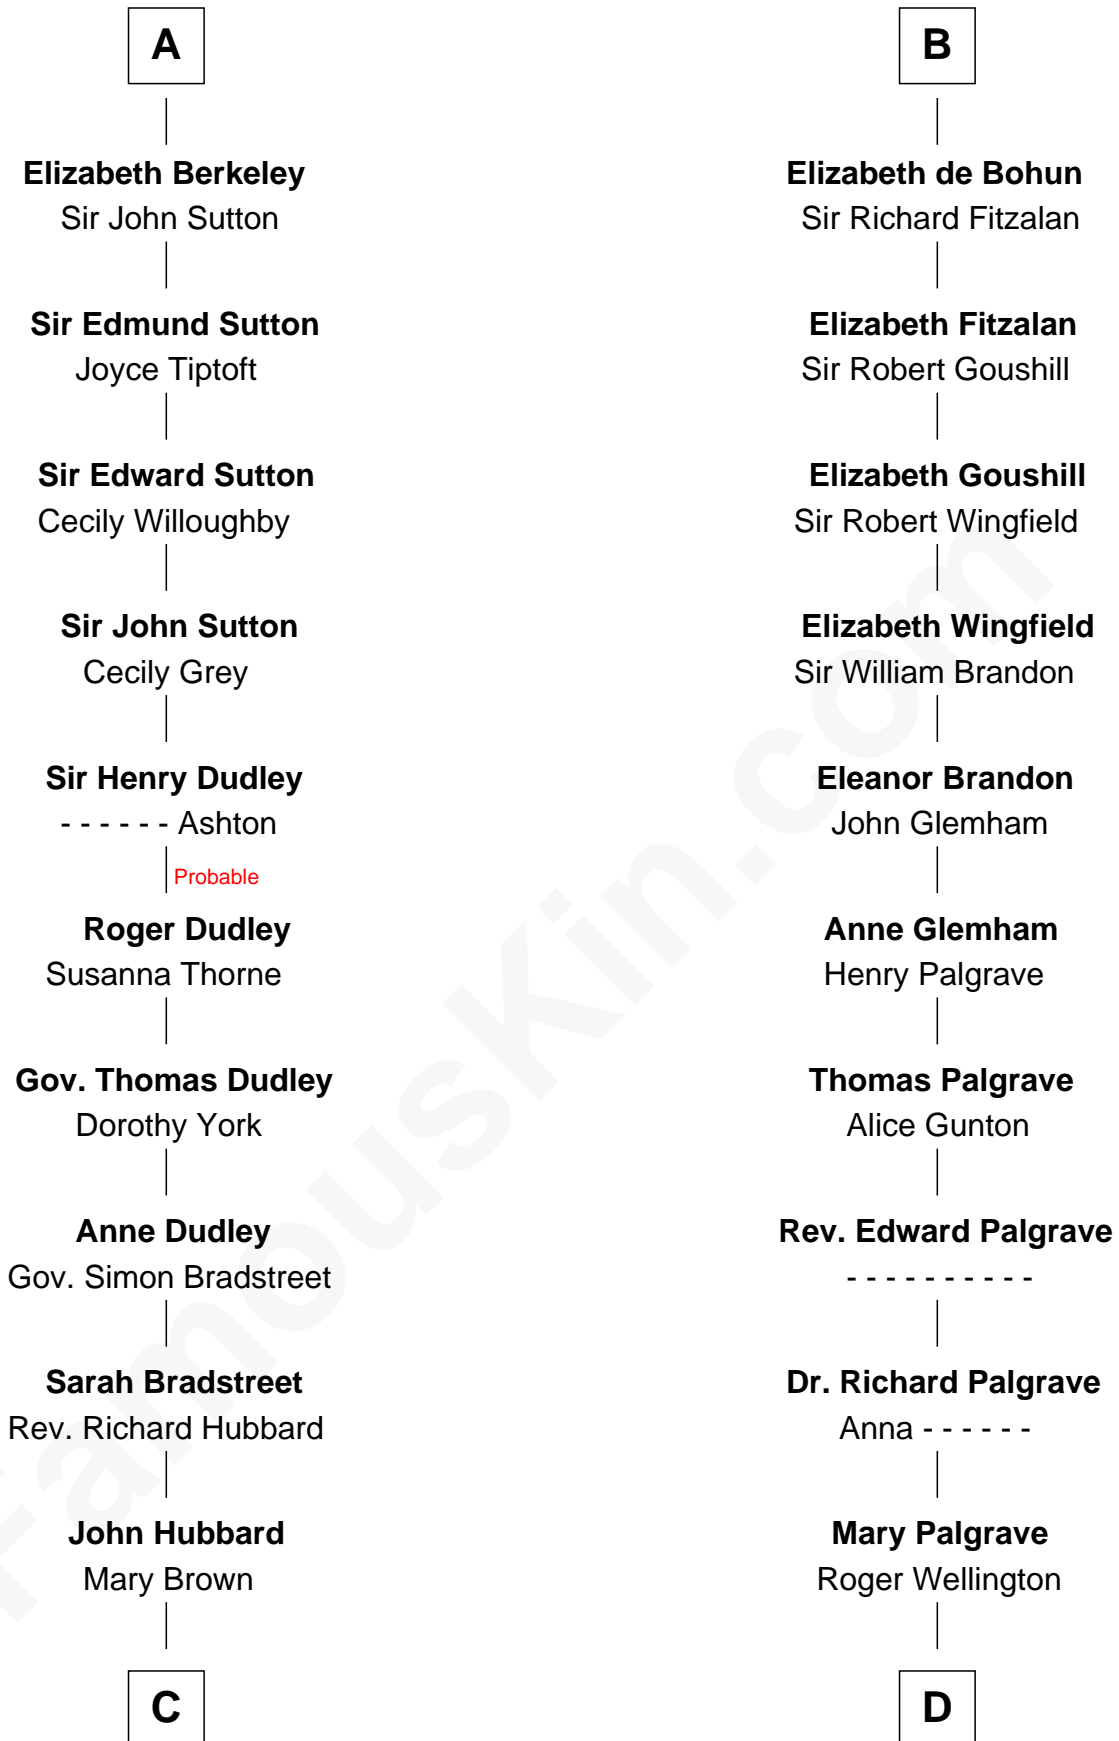 A
Elizabeth Berkeley
Sir John Sutton
Sir Edmund Sutton
Joyce Tiptoft
Sir Edward Sutton
Cecily Willoughby
Sir John Sutton
Cecily Grey
Sir Henry Dudley
- - - - - - Ashton
Probable
Roger Dudley
Susanna Thorne
Gov. Thomas Dudley
Dorothy York
Anne Dudley
Gov. Simon Bradstreet
Sarah Bradstreet
Rev. Richard Hubbard
John Hubbard
Mary Brown
C
B
Elizabeth de Bohun
Sir Richard Fitzalan
Elizabeth Fitzalan
Sir Robert Goushill
Elizabeth Goushill
Sir Robert Wingfield
Elizabeth Wingfield
Sir William Brandon
Eleanor Brandon
John Glemham
Anne Glemham
Henry Palgrave
Thomas Palgrave
Alice Gunton
Rev. Edward Palgrave
- - - - - - - - - -
Dr. Richard Palgrave
Anna - - - - - -
Mary Palgrave
Roger Wellington
D
FamousKin.com